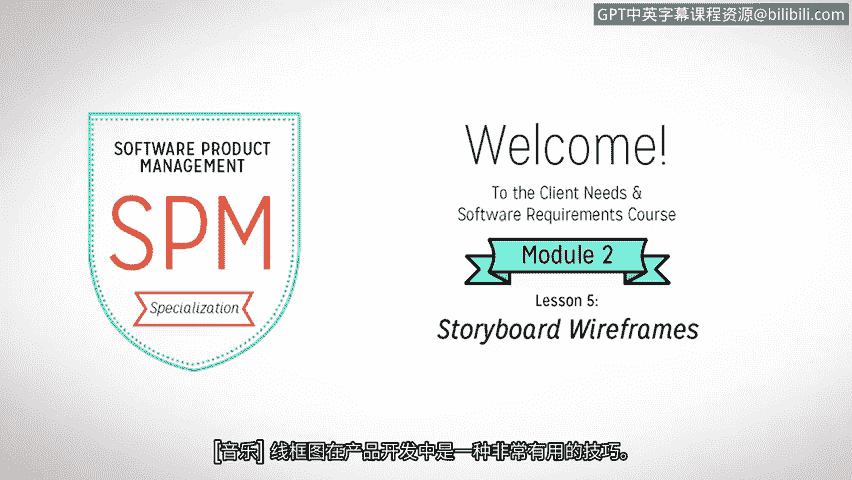 GPT中英字幕课程资源@bilibili.com
SOFTWARE PRODUCT
MANAGEMENT
SPM
Specialization
Welcome!
To the Client Needs &
Software Requirements Course
Module 2
Lesson 5:
Storyboard Wireframes
[音乐] 线框图在产品开发中是一种非常有用的技巧。